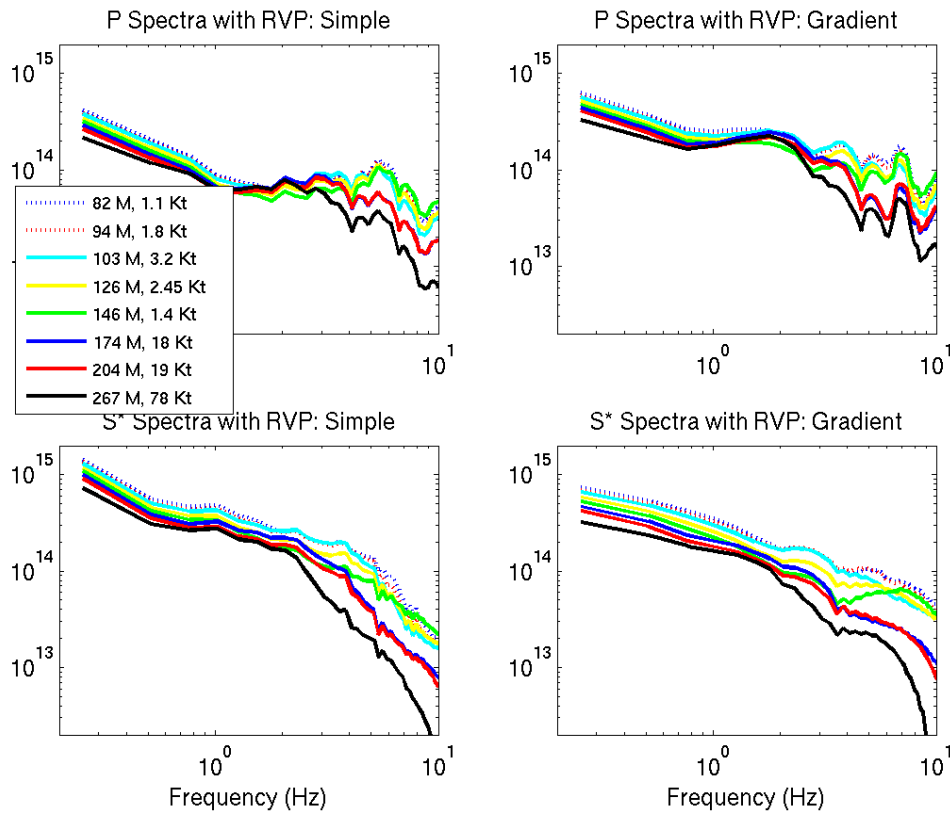 P Spectra with RVP: Simple
P Spectra with RVP: Gradient
10^15
10^14
10^15
10^14
10^13
82 M, 1.1 Kt
94 M, 1.8 Kt
103 M, 3.2 Kt
126 M, 2.45 Kt
146 M, 1.4 Kt
174 M, 18 Kt
204 M, 19 Kt
267 M, 78 Kt
10^1
10^0
10^1
S* Spectra with RVP: Simple
S* Spectra with RVP: Gradient
10^15
10^14
10^13
10^15
10^14
10^13
10^0
10^1
10^0
10^1
Frequency (Hz)
Frequency (Hz)